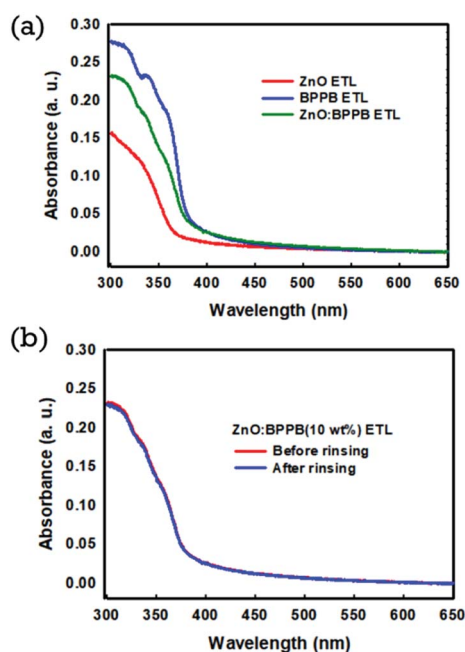 (a)
0.30
0.25
0.20
0.15
0.10
0.05
0.00
Absorbance (a. u.)
ZnO ETL
BPPB ETL
ZnO:BPPB ETL
300 350 400 450 500 550 600 650
Wavelength (nm)
(b)
0.30
0.25
0.20
0.15
0.10
0.05
0.00
Absorbance (a. u.)
ZnO:BPPB(10 wt%) ETL
Before rinsing
After rinsing
300 350 400 450 500 550 600 650
Wavelength (nm)